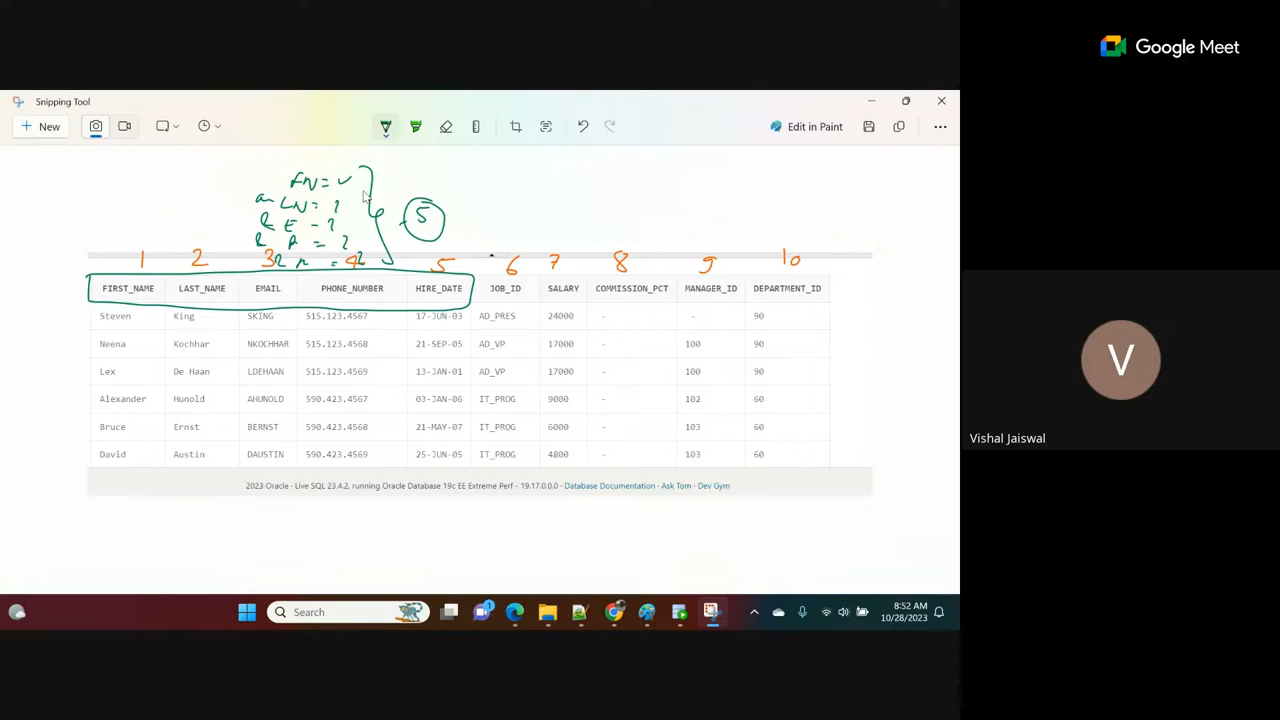 Google Meet
Snipping Tool
New
Edit in Paint
FN = ✓
LN = ?
& E - ?
& P = ?
& H = ?
5
1 2 3 4 5 6 7 8 9 10
FIRST_NAME LAST_NAME EMAIL PHONE_NUMBER HIRE_DATE JOB_ID SALARY COMMISSION_PCT MANAGER_ID DEPARTMENT_ID
Steven King SKING 515.123.4567 17-JUN-03 AD_PRES 24000 - - 90
Neena Kochhar NKOCHHAR 515.123.4568 21-SEP-05 AD_VP 17000 - 100 90
Lex De Haan LDEHAAN 515.123.4569 13-JAN-01 AD_VP 17000 - 100 90
Alexander Hunold AHUNOLD 590.423.4567 03-JAN-06 IT_PROG 9000 - 102 60
Bruce Ernst BERNST 590.423.4568 21-MAY-07 IT_PROG 6000 - 103 60
David Austin DAUSTIN 590.423.4569 25-JUN-05 IT_PROG 4800 - 103 60
2023 Oracle · Live SQL 23.4.2, running Oracle Database 19c EE Extreme Perf - 19.17.0.0.0 · Database Documentation · Ask Tom · Dev Gym
V
Vishal Jaiswal
Search
8:52 AM
10/28/2023